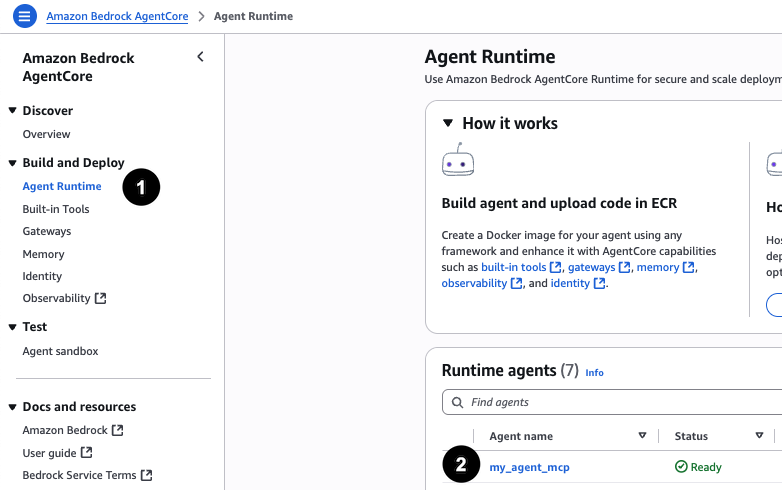 Amazon Bedrock AgentCore > Agent Runtime
Amazon Bedrock
AgentCore
Discover
Overview
Build and Deploy
Agent Runtime
1
Built-in Tools
Gateways
Memory
Identity
Observability
Test
Agent sandbox
Docs and resources
Amazon Bedrock
User guide
Bedrock Service Terms
Agent Runtime
Use Amazon Bedrock AgentCore Runtime for secure and scale deploym
How it works
Build agent and upload code in ECR
Create a Docker image for your agent using any
framework and enhance it with AgentCore capabilities
such as built-in tools, gateways, memory,
observability, and identity.
Ho
Hos
dep
opt
Runtime agents (7) Info
Find agents
Agent name Status
2
my_agent_mcp Ready